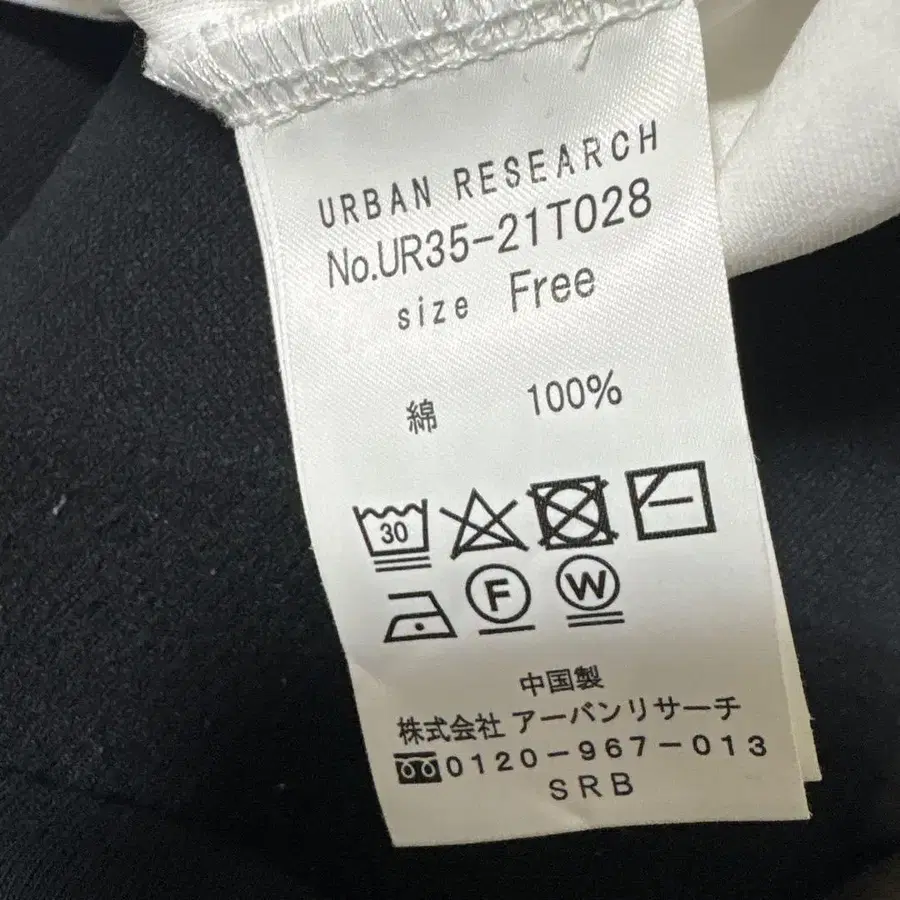 URBAN RESEARCH
No.UR35-21T028
size Free
綿 100%
30
F W
中国製
株式会社 アーバンリサーチ
0120-967-013
SRB